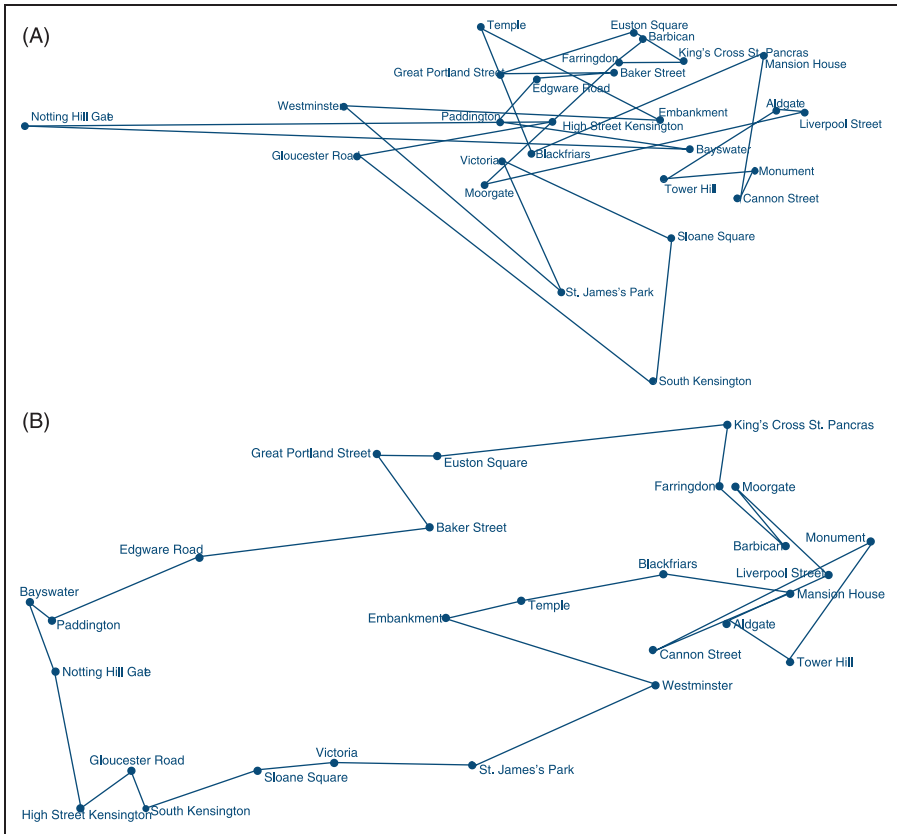 (A)
Temple
Euston Square
Barbican
Farringdon
King's Cross St. Pancras
Mansion House
Great Portland Street
Baker Street
Edgware Road
Westminster
Notting Hill Gate
Paddington
High Street Kensington
Embankment
Aldgate
Liverpool Street
Gloucester Road
Victoria
Blackfriars
Bayswater
Moorgate
Tower Hill
Monument
Cannon Street
Sloane Square
St. James's Park
South Kensington
(B)
King's Cross St. Pancras
Great Portland Street
Euston Square
Farringdon
Moorgate
Baker Street
Edgware Road
Barbican
Monument
Blackfriars
Liverpool Street
Bayswater
Mansion House
Paddington
Embankment
Temple
Aldgate
Cannon Street
Tower Hill
Notting Hill Gate
Westminster
Gloucester Road
Victoria
Sloane Square
St. James's Park
High Street Kensington
South Kensington